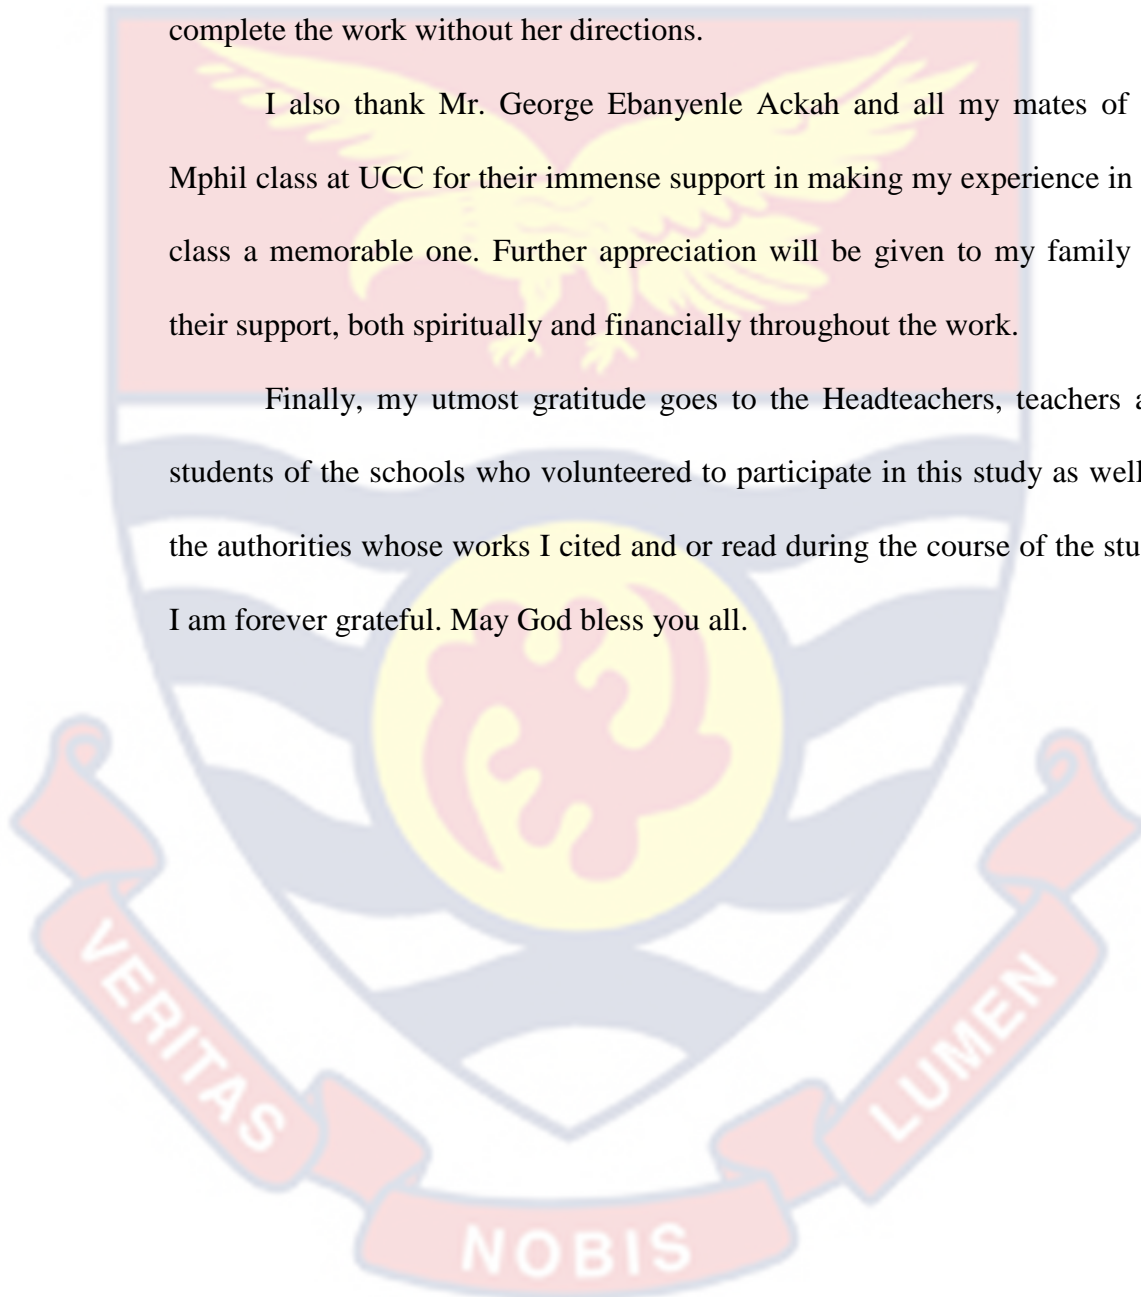 complete the work without her directions.
I also thank Mr. George Ebanyenle Ackah and all my mates of
Mphil class at UCC for their immense support in making my experience in
class a memorable one. Further appreciation will be given to my family
their support, both spiritually and financially throughout the work.
Finally, my utmost gratitude goes to the Headteachers, teachers a
students of the schools who volunteered to participate in this study as well
the authorities whose works I cited and or read during the course of the stu
I am forever grateful. May God bless you all.
VERITAS
NOBIS
LUMEN